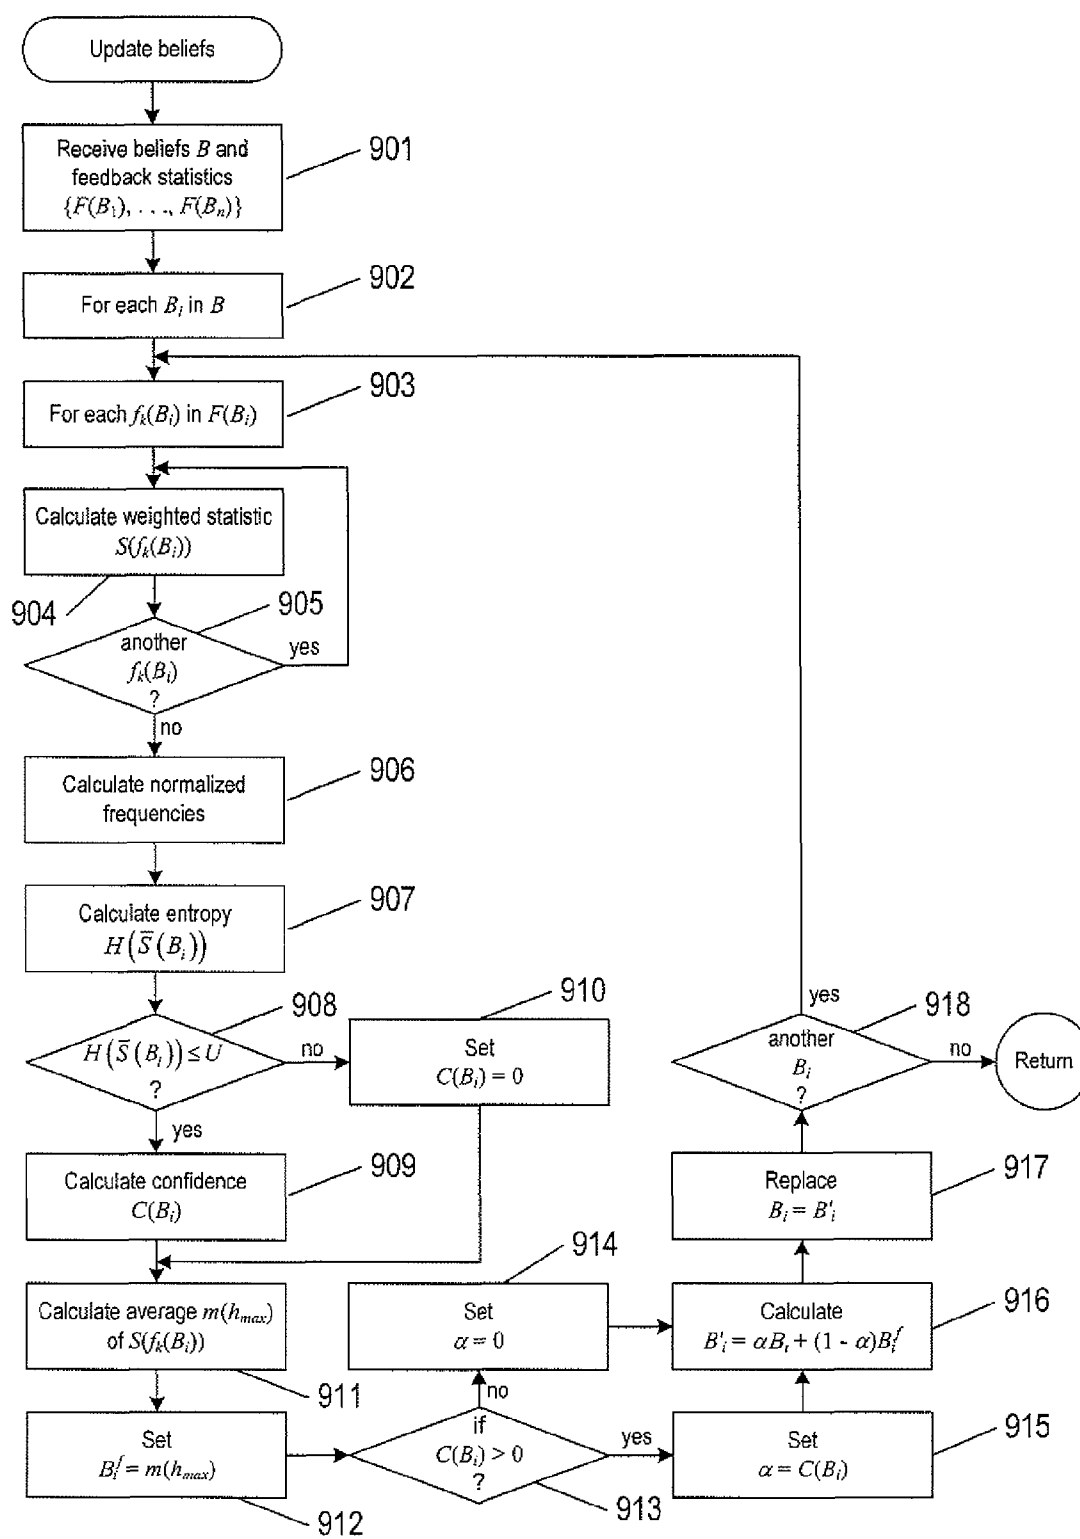 Update beliefs
Receive beliefs B and
feedback statistics
{F(B₁), . . ., F(Bₙ)}
901
For each Bᵢ in B
902
For each fₖ(Bᵢ) in F(Bᵢ)
903
Calculate weighted statistic
S(fₖ(Bᵢ))
904
another
fₖ(Bᵢ)
?
905
yes
no
Calculate normalized
frequencies
906
Calculate entropy
H(S̅(Bᵢ))
907
H(S̅(Bᵢ)) ≤ U
?
908
no
yes
Set
C(Bᵢ) = 0
910
Calculate confidence
C(Bᵢ)
909
Calculate average m(hₘₐₓ)
of S(fₖ(Bᵢ))
911
Set
Bᵢᶠ = m(hₘₐₓ)
912
if
C(Bᵢ) > 0
?
913
no
yes
Set
α = 0
914
Set
α = C(Bᵢ)
915
Calculate
B'ᵢ = αBᵢ + (1 - α)Bᵢᶠ
916
Replace
Bᵢ = B'ᵢ
917
another
Bᵢ
?
918
yes
no
Return